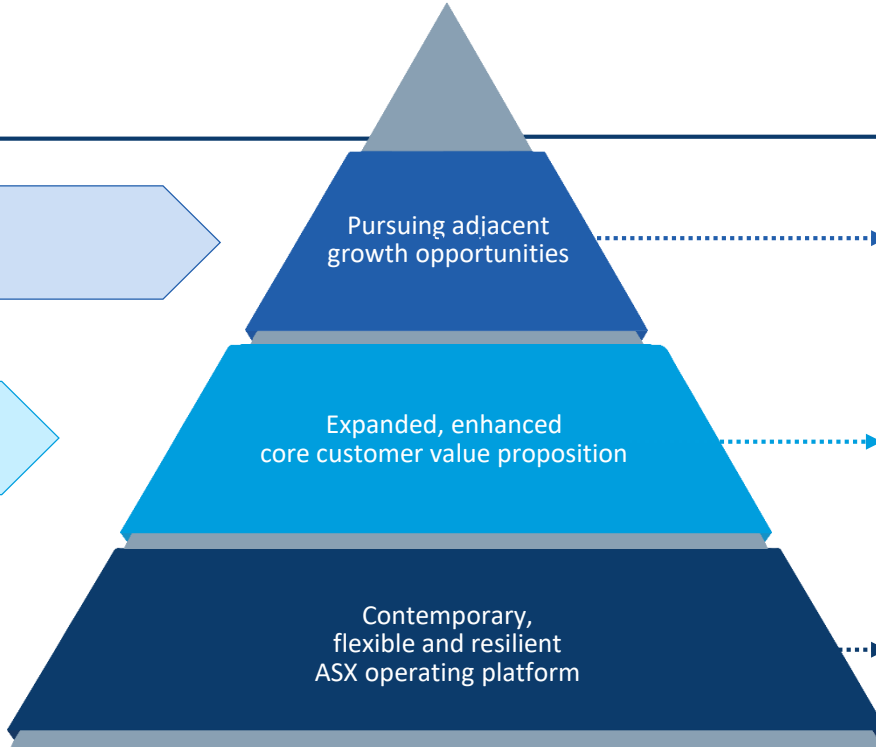 Pursuing adjacent
growth opportunities
Expanded, enhanced
core customer value proposition
Contemporary,
flexible and resilient
ASX operating platform